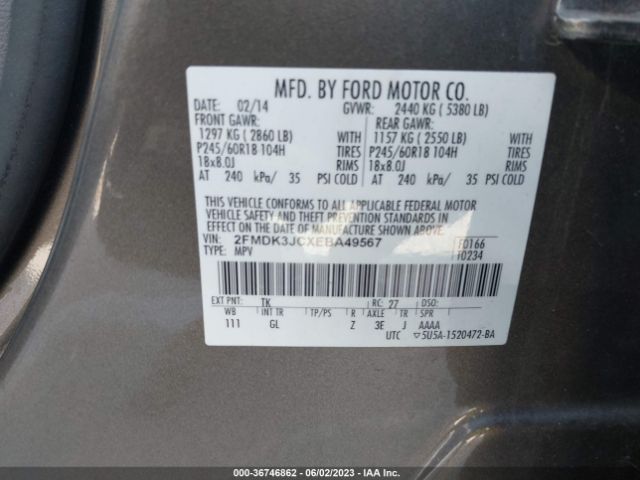 MFD. BY FORD MOTOR CO.
DATE: 02/14 GVWR: 2440 KG ( 5380 LB)
FRONT GAWR: REAR GAWR:
1297 KG ( 2860 LB) WITH 1157 KG ( 2550 LB) WITH
P245/60R18 104H TIRES P245/60R18 104H TIRES
18x8.0J RIMS 18x8.0J RIMS
AT 240 kPa/ 35 PSI COLD AT 240 kPa/ 35 PSI COLD
THIS VEHICLE CONFORMS TO ALL APPLICABLE FEDERAL MOTOR
VEHICLE SAFETY AND THEFT PREVENTION STANDARDS IN
EFFECT ON THE DATE OF MANUFACTURE SHOWN ABOVE.
VIN: 2FMDK3JCXEBA49567 F0166
TYPE: MPV T0234
EXT PNT: TK RC: 27 DSO:
WB INT TR TP/PS R AXLE TR SPR
111 GL Z 3E J AAAA
UTC ▽5U5A-1520472-BA
000-36746862 - 06/02/2023 - IAA Inc.